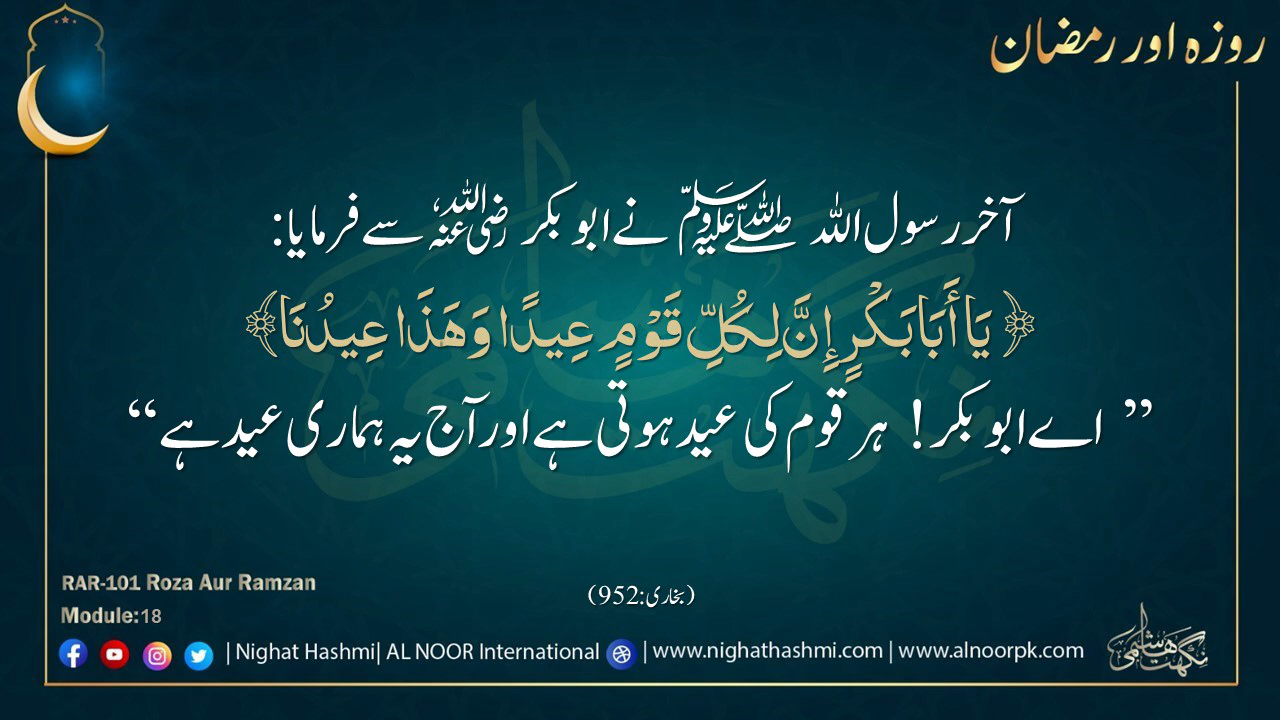 روزہ اور رمضان
آخر رسول اللہ ﷺ نے ابو بکر رضی اللہ عنہ سے فرمایا:
﴿يَا أَبَا بَكْرٍ إِنَّ لِكُلِّ قَوْمٍ عِيدًا وَهَذَا عِيدُنَا﴾
” اے ابو بکر! ہر قوم کی عید ہوتی ہے اور آج یہ ہماری عید ہے “
(بخاری:952)
RAR-101 Roza Aur Ramzan
Module:18
| Nighat Hashmi| AL NOOR International | www.nighathashmi.com | www.alnoorpk.com
نگہت ہاشمی